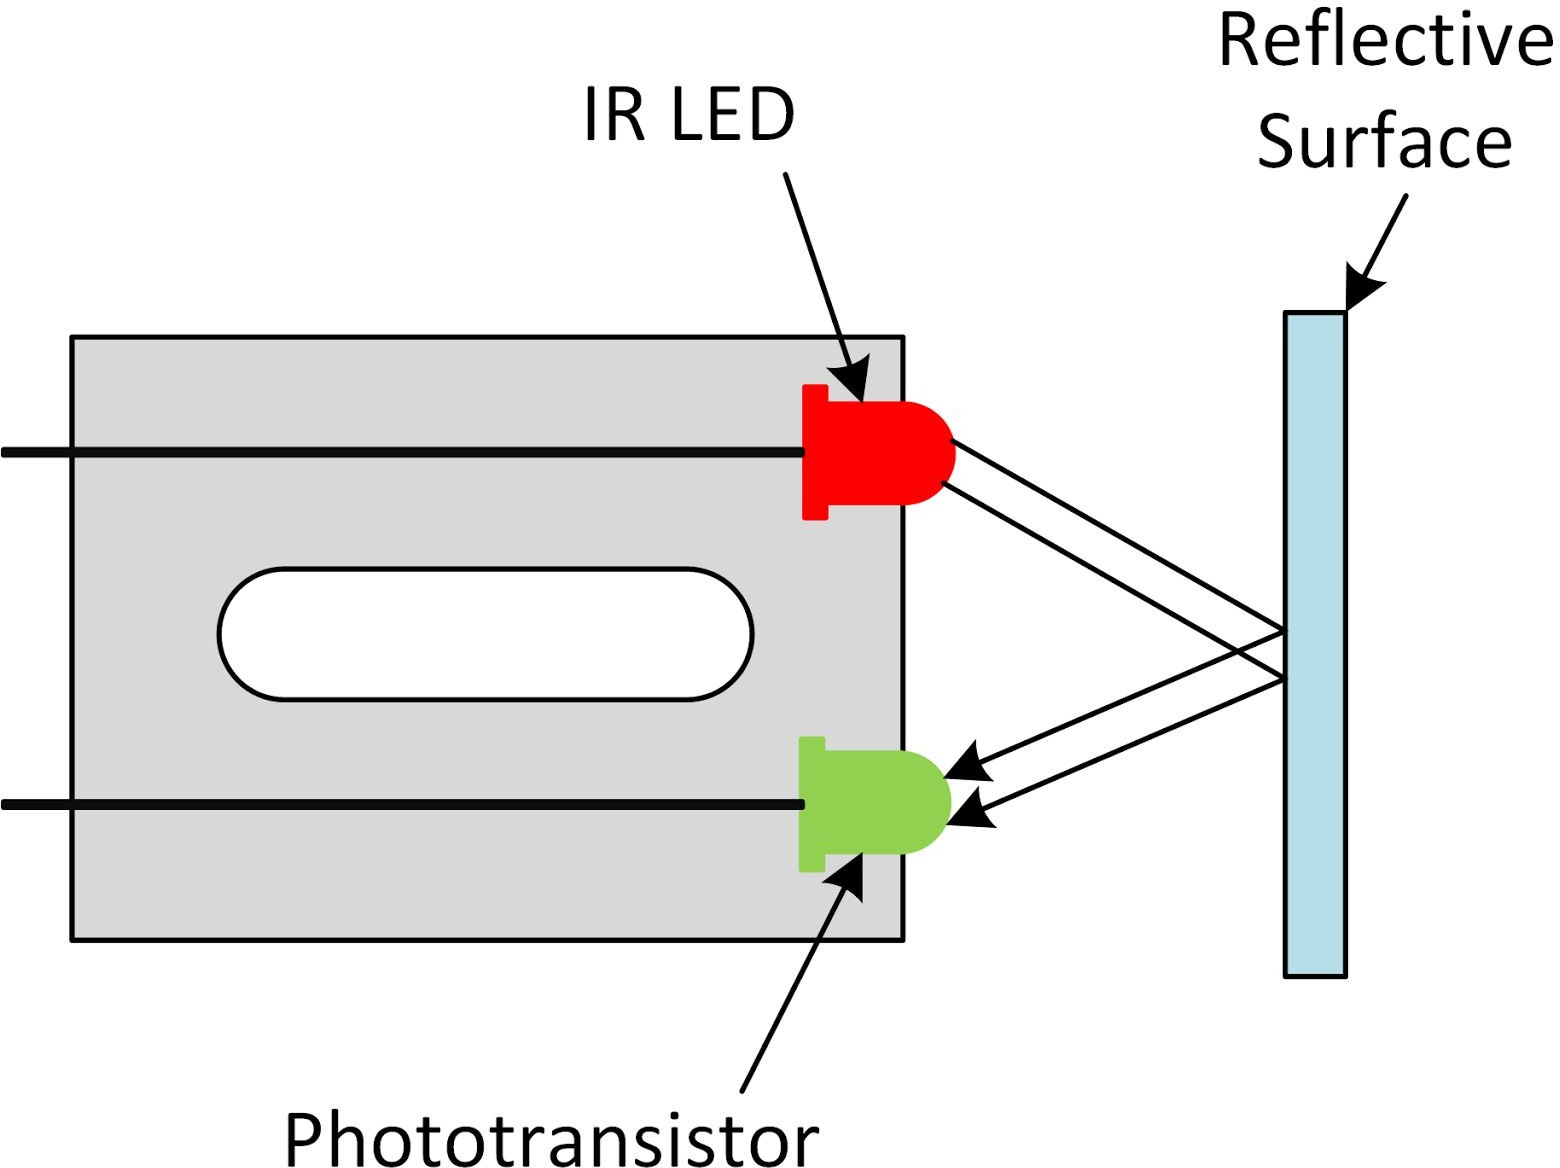 Reflective
Surface
IR LED
Phototransistor